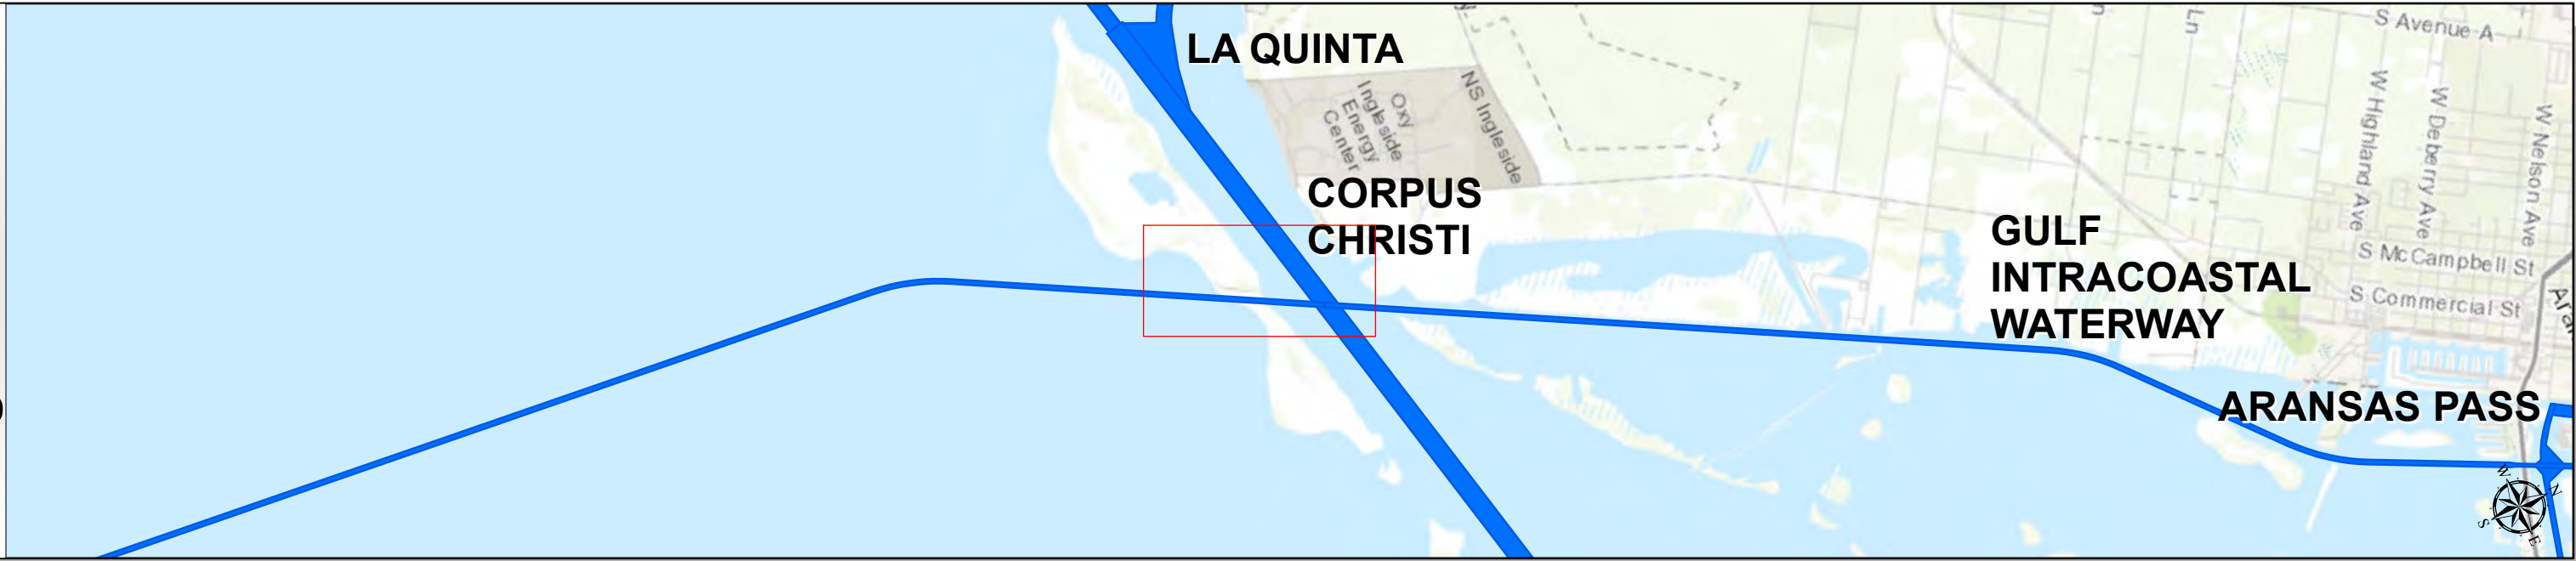 LA QUINTA
CORPUS
CHRISTI
GULF
INTRACOASTAL
WATERWAY
ARANSAS PASS
Oxy
Ingleside
Energy
Center
NS Ingleside
Ln
S Avenue A
W Highland Ave
W Deberry Ave
W Nelson Ave
S McCampbell St
S Commercial St
W
N
S
E